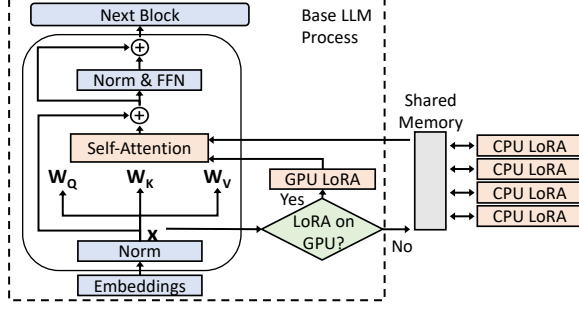 Next Block
Base LLM
Process
Norm & FFN
Shared
Memory
Self-Attention
CPU LoRA
CPU LoRA
CPU LoRA
CPU LoRA
W_Q
W_K
W_V
GPU LoRA
Yes
LoRA on
GPU?
No
X
Norm
Embeddings